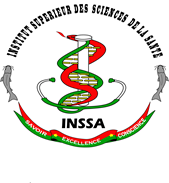 INSTITUT SUPERIEUR DES SCIENCES DE LA SANTE
INSSA
SAVOIR EXCELLENCE CONSCIENCE